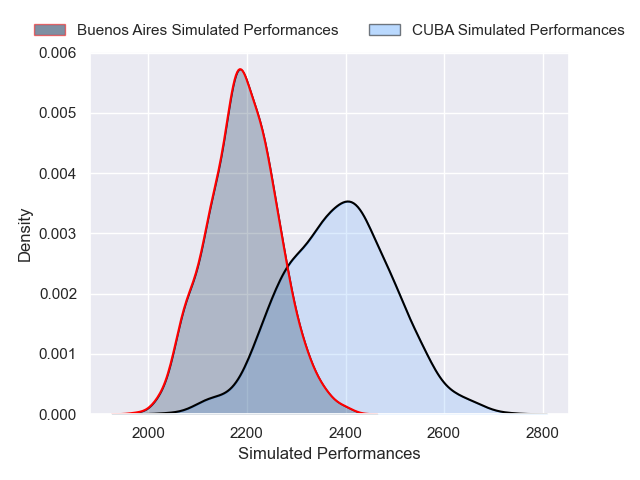 Buenos Aires Simulated Performances CUBA Simulated Performances
0.006
0.005
0.004
0.003
0.002
0.001
0.000
Density
2000 2200 2400 2600 2800
Simulated Performances